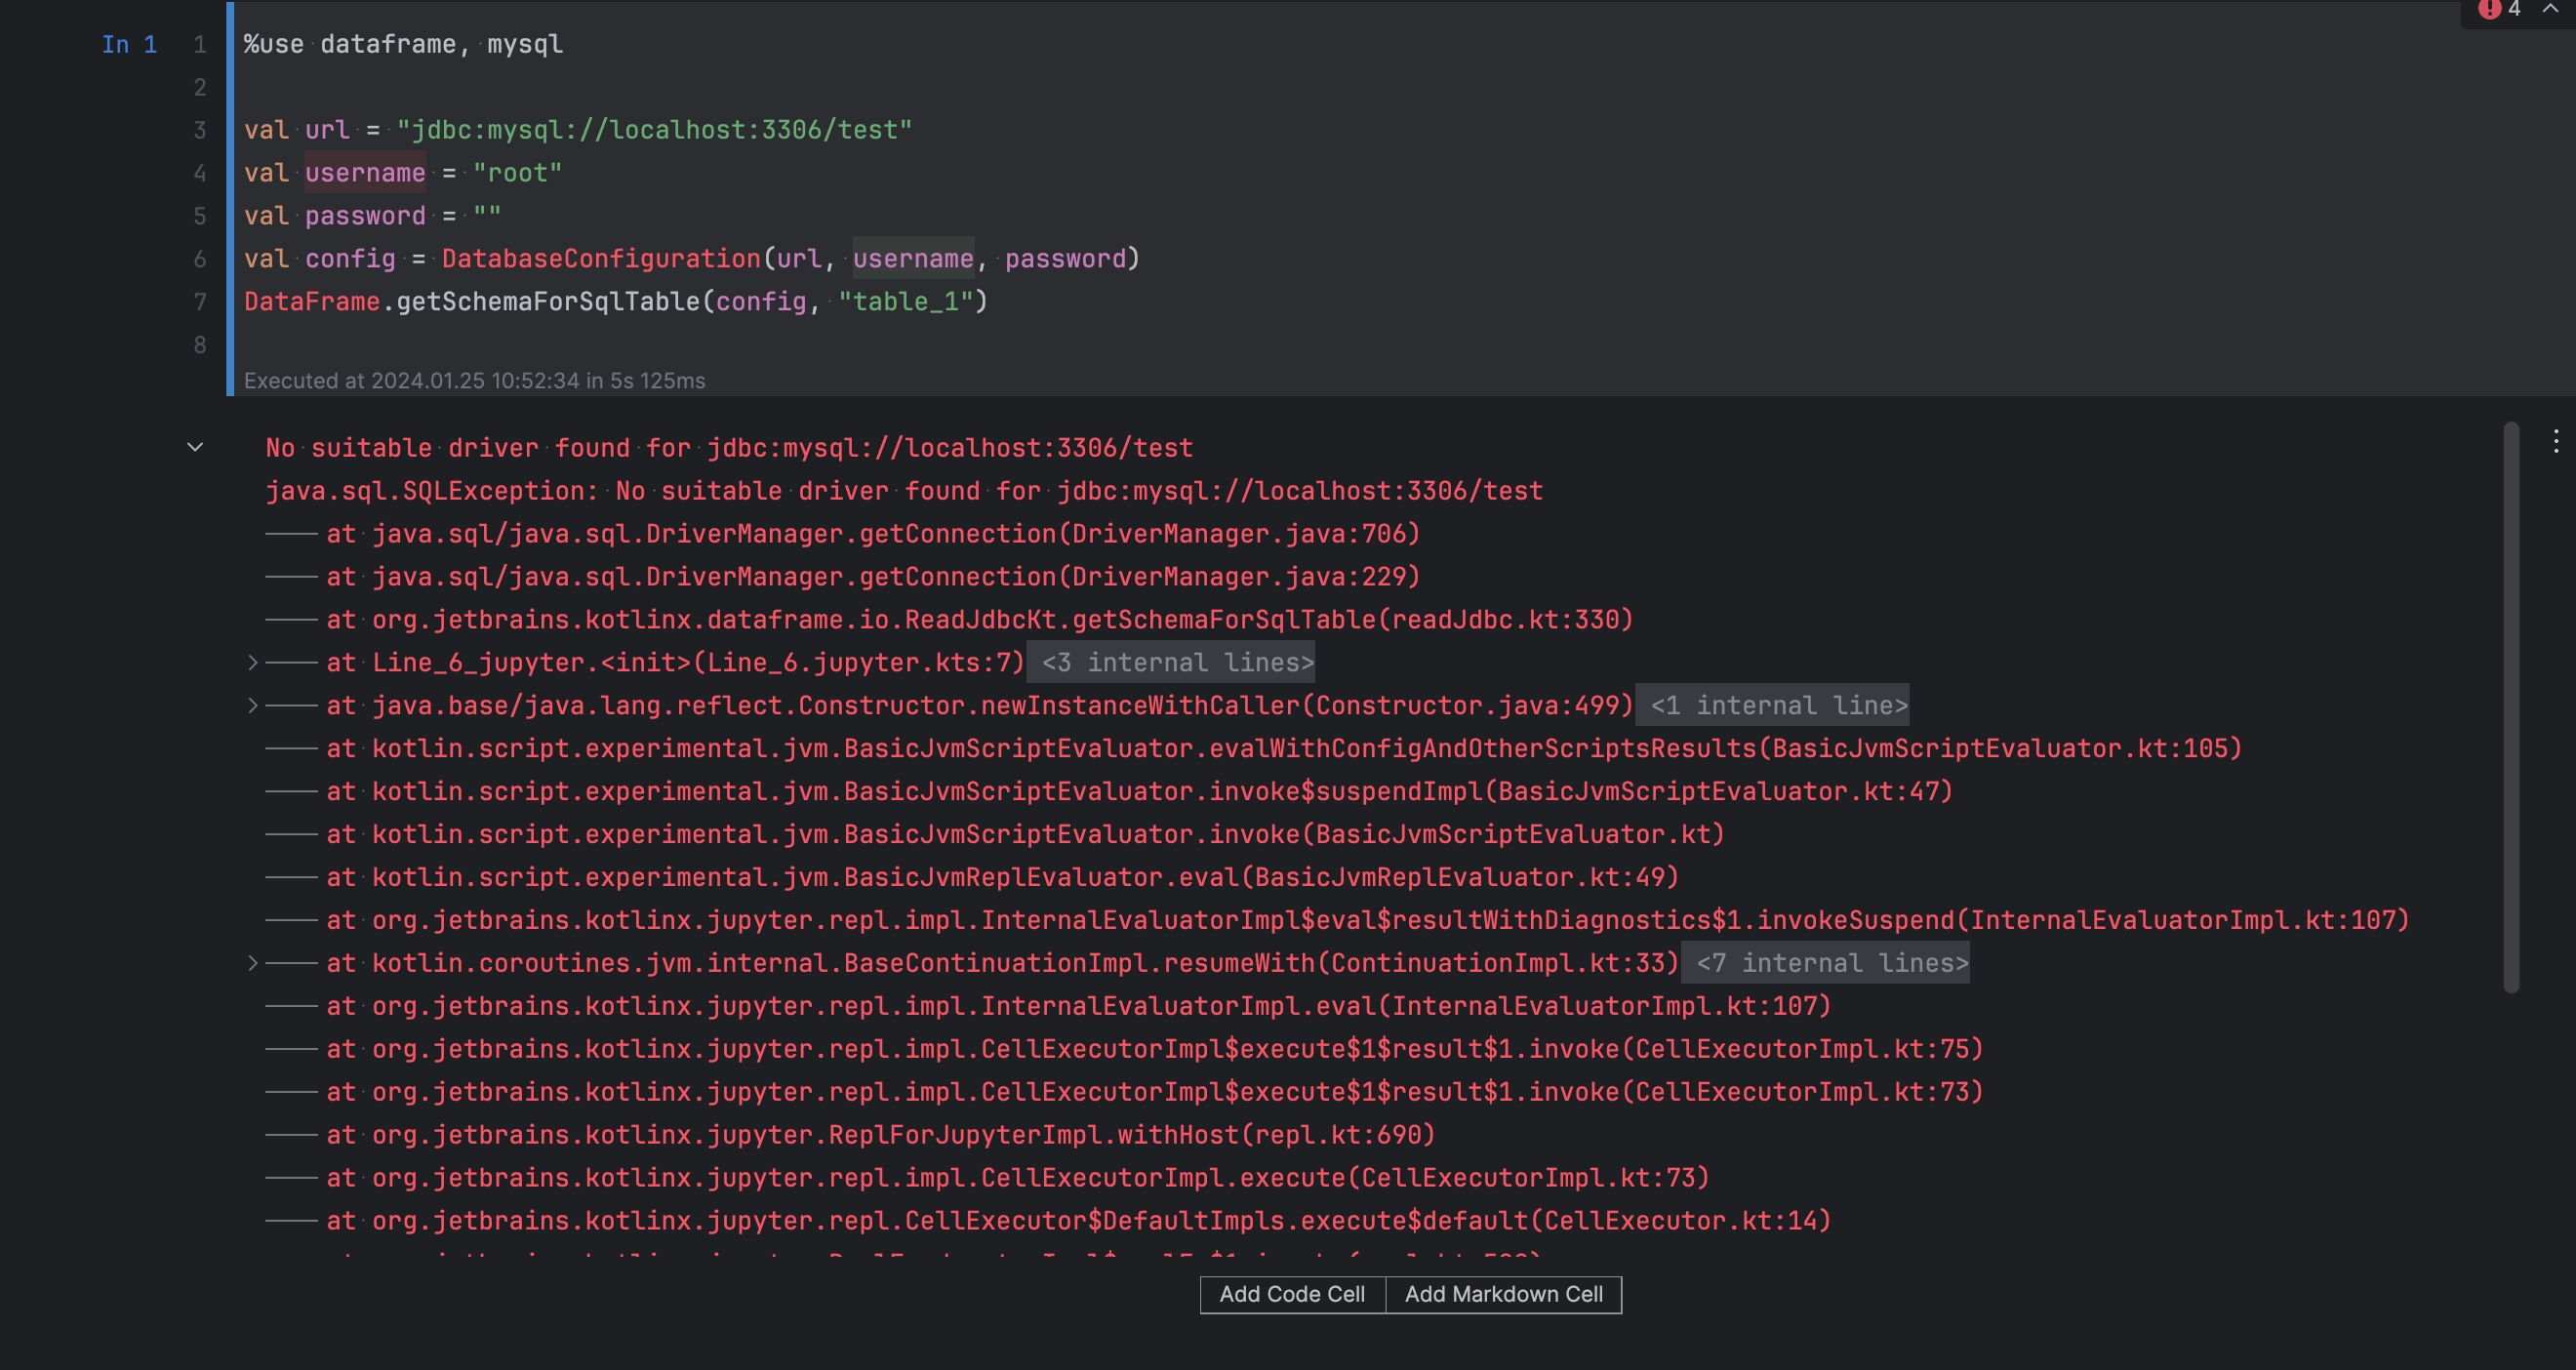 4
In 1
1 %use dataframe, mysql
2
3 val url = "jdbc:mysql://localhost:3306/test"
4 val username = "root"
5 val password = ""
6 val config = DatabaseConfiguration(url, username, password)
7 DataFrame.getSchemaForSqlTable(config, "table_1")
8
Executed at 2024.01.25 10:52:34 in 5s 125ms
No suitable driver found for jdbc:mysql://localhost:3306/test
java.sql.SQLException: No suitable driver found for jdbc:mysql://localhost:3306/test
at java.sql/java.sql.DriverManager.getConnection(DriverManager.java:706)
at java.sql/java.sql.DriverManager.getConnection(DriverManager.java:229)
at org.jetbrains.kotlinx.dataframe.io.ReadJdbcKt.getSchemaForSqlTable(readJdbc.kt:330)
at Line_6_jupyter.<init>(Line_6.jupyter.kts:7) <3 internal lines>
at java.base/java.lang.reflect.Constructor.newInstanceWithCaller(Constructor.java:499) <1 internal line>
at kotlin.script.experimental.jvm.BasicJvmScriptEvaluator.evalWithConfigAndOtherScriptsResults(BasicJvmScriptEvaluator.kt:105)
at kotlin.script.experimental.jvm.BasicJvmScriptEvaluator.invoke$suspendImpl(BasicJvmScriptEvaluator.kt:47)
at kotlin.script.experimental.jvm.BasicJvmScriptEvaluator.invoke(BasicJvmScriptEvaluator.kt)
at kotlin.script.experimental.jvm.BasicJvmReplEvaluator.eval(BasicJvmReplEvaluator.kt:49)
at org.jetbrains.kotlinx.jupyter.repl.impl.InternalEvaluatorImpl$eval$resultWithDiagnostics$1.invokeSuspend(InternalEvaluatorImpl.kt:107)
at kotlin.coroutines.jvm.internal.BaseContinuationImpl.resumeWith(ContinuationImpl.kt:33) <7 internal lines>
at org.jetbrains.kotlinx.jupyter.repl.impl.InternalEvaluatorImpl.eval(InternalEvaluatorImpl.kt:107)
at org.jetbrains.kotlinx.jupyter.repl.impl.CellExecutorImpl$execute$1$result$1.invoke(CellExecutorImpl.kt:75)
at org.jetbrains.kotlinx.jupyter.repl.impl.CellExecutorImpl$execute$1$result$1.invoke(CellExecutorImpl.kt:73)
at org.jetbrains.kotlinx.jupyter.ReplForJupyterImpl.withHost(repl.kt:690)
at org.jetbrains.kotlinx.jupyter.repl.impl.CellExecutorImpl.execute(CellExecutorImpl.kt:73)
at org.jetbrains.kotlinx.jupyter.repl.CellExecutor$DefaultImpls.execute$default(CellExecutor.kt:14)
Add Code Cell
Add Markdown Cell